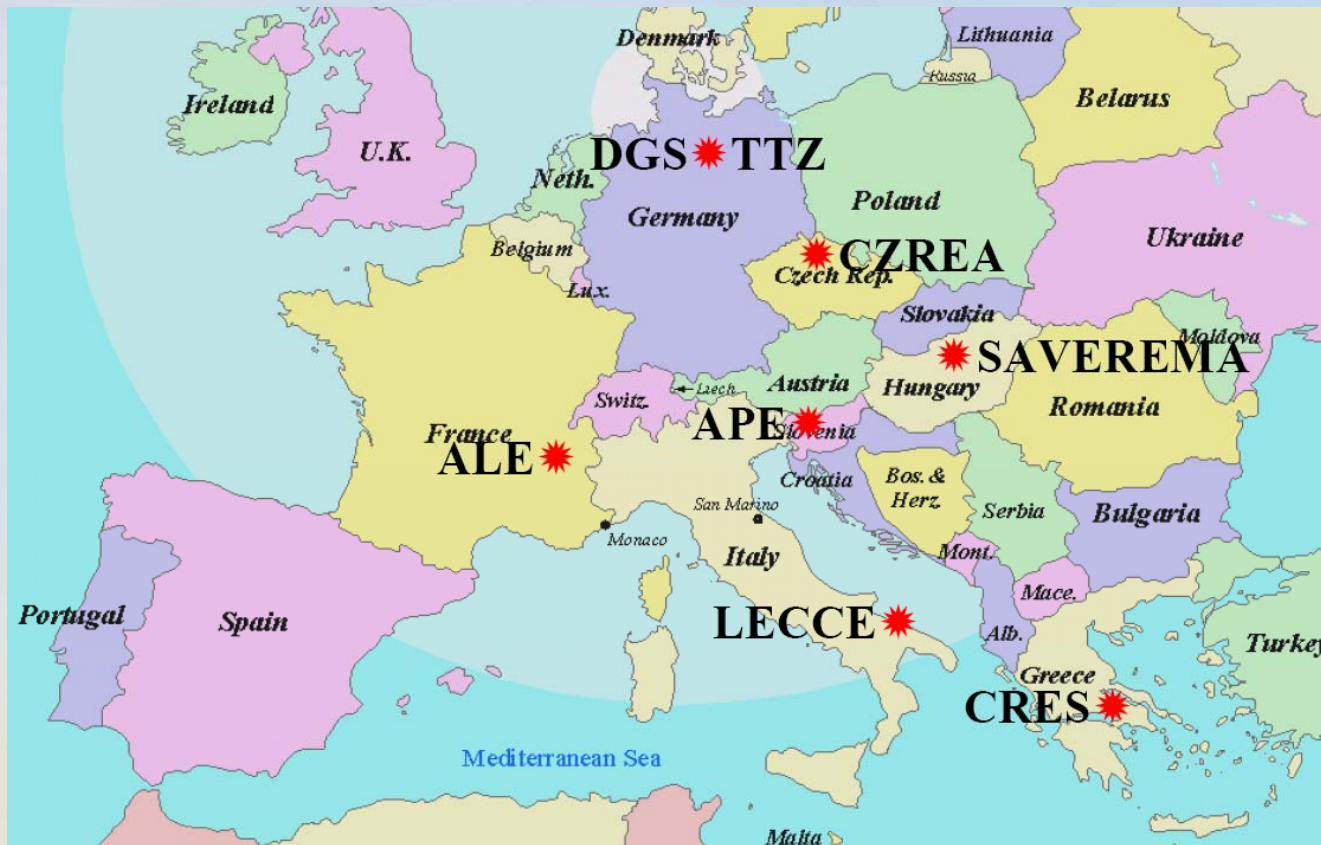 Denmark
Lithuania
Russia
Belarus
Ireland
U.K.
DGS TTZ
Neth.
Poland
Germany
Ukraine
Belgium
CZREA
Czech Rep.
Lux.
Slovakia
Moldova
SAVEREMA
Liech
Austria
Hungary
Switz.
Romania
APE
Slovenia
France
ALE
Croatia
Bos. &
Herz.
San Marino
Serbia
Bulgaria
Monaco
Italy
Mont.
Mace.
Portugal
Spain
LECCE
Alb.
Turkey
Greece
CRES
Mediterranean Sea
Malta